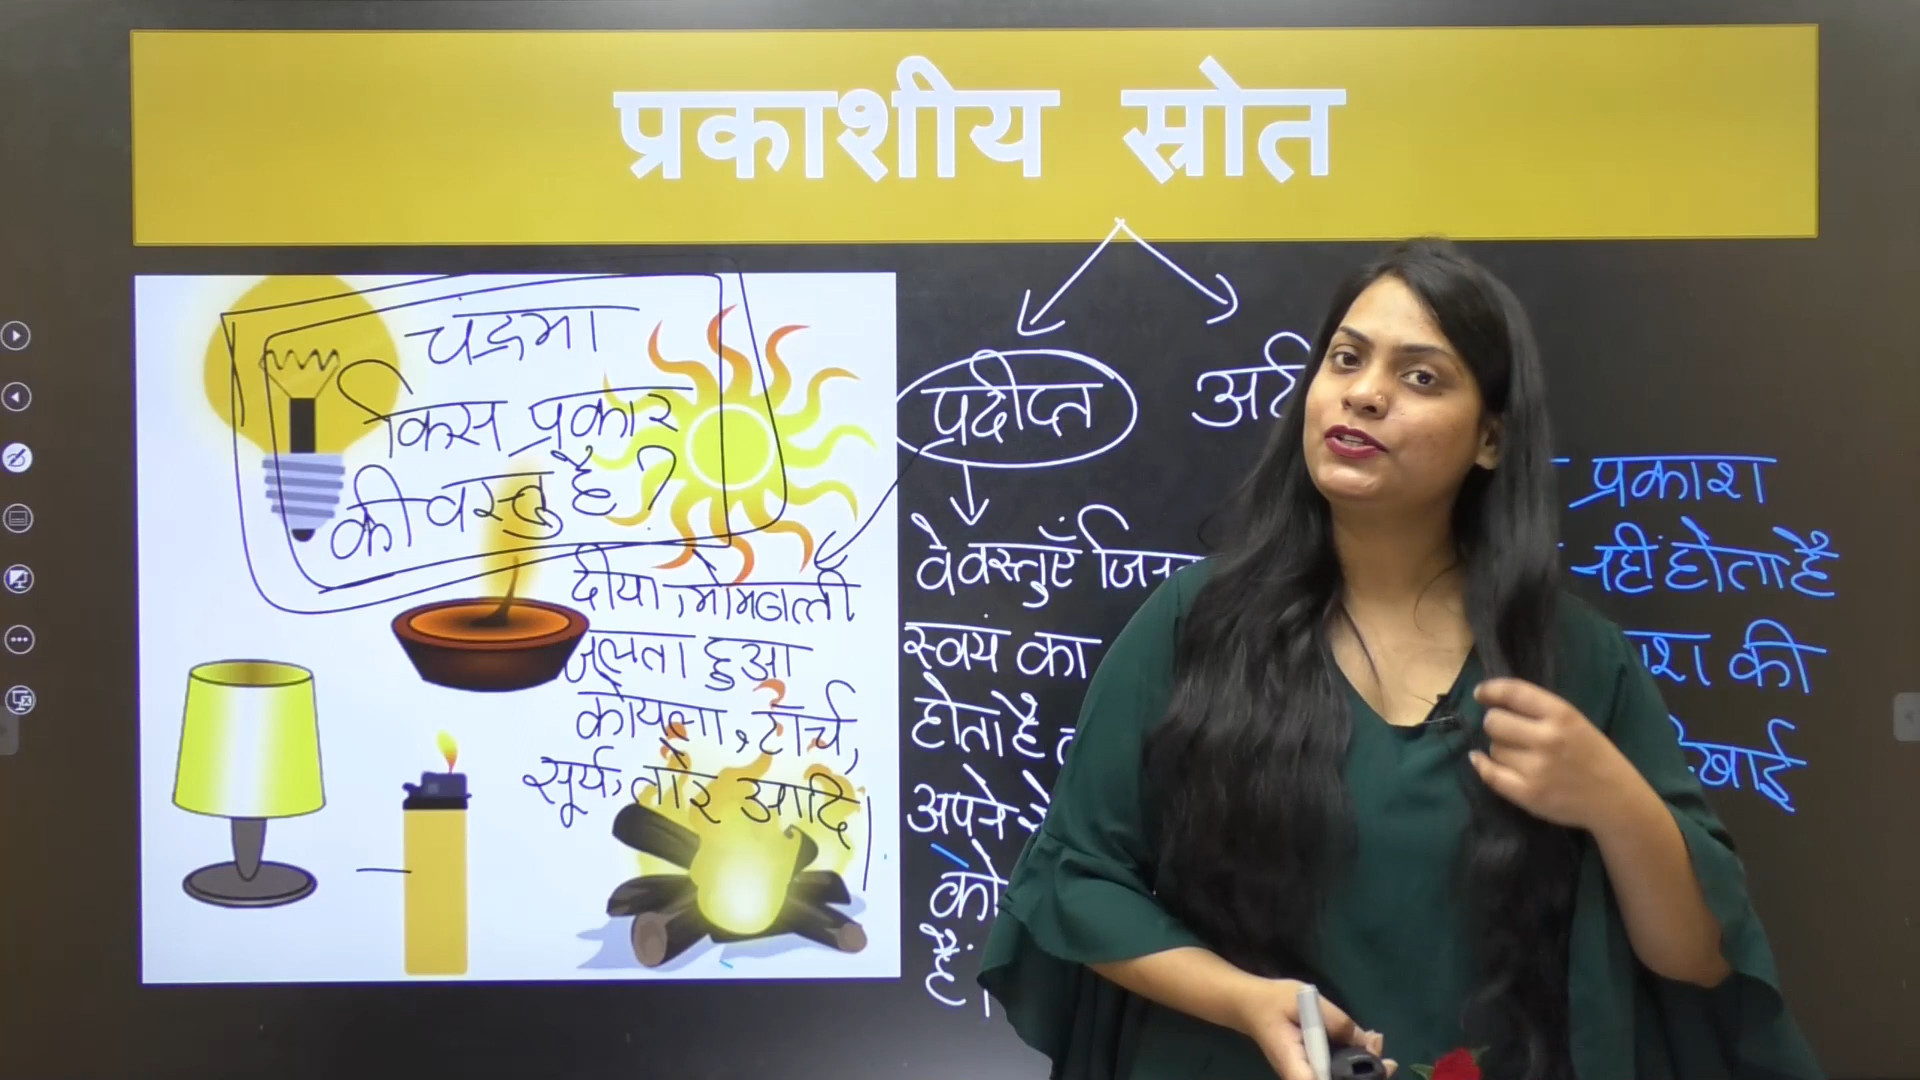 प्रकाशीय स्रोत
चंद्रमा
किस प्रकार
की वस्तु है?
दीया, मोमबत्ती
जलता हुआ
कोयला, टॉर्च,
सूर्य, तारे आदि।
प्रदीप्त
वे वस्तुएँ
स्वयं का
होता है
अपने
को
हैं।
प्रकाश
नहीं होता है
की